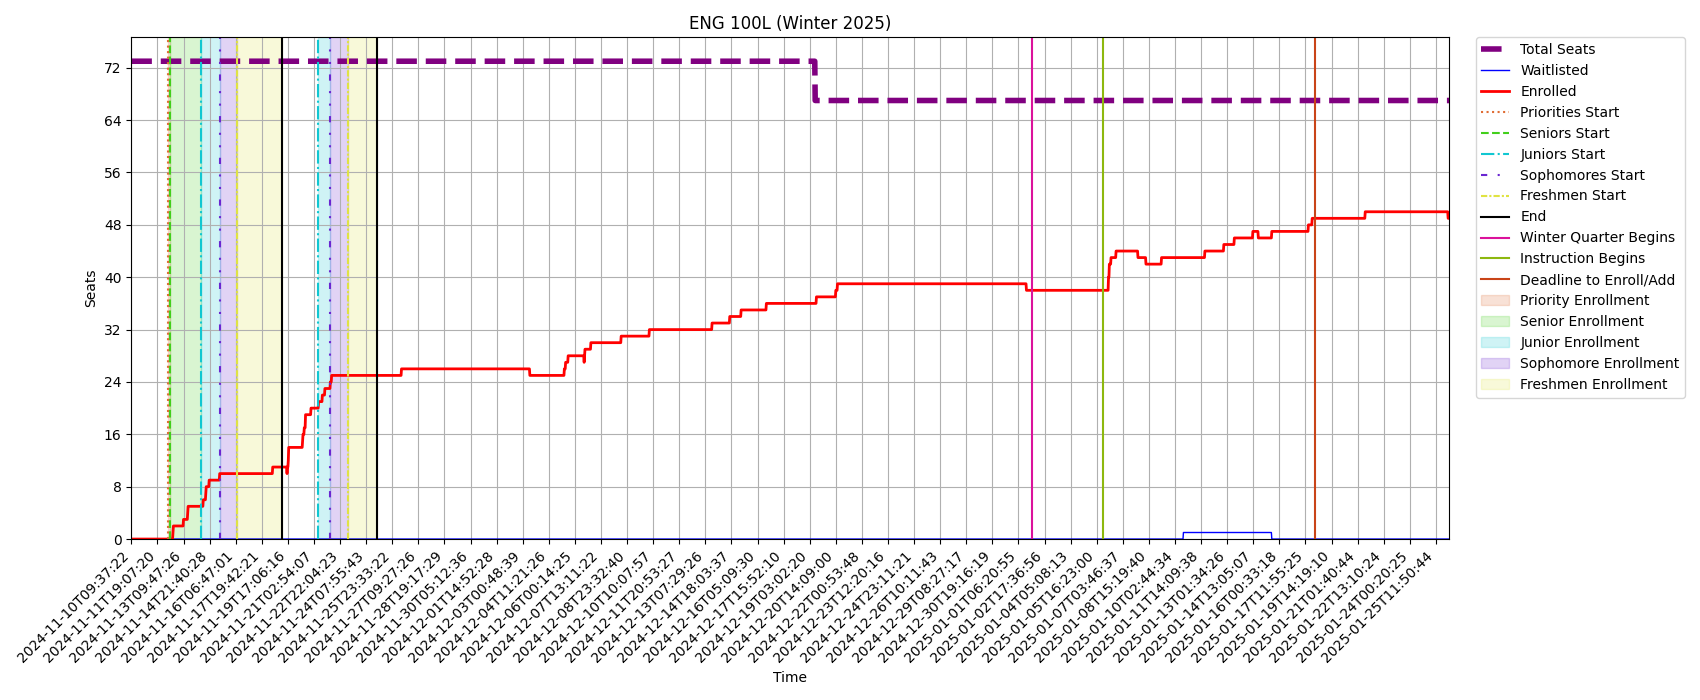 ENG 100L (Winter 2025)
Seats
72
64
56
48
40
32
24
16
8
0
2024-11-10T09:37:22
2024-11-11T19:07:20
2024-11-13T09:47:26
2024-11-14T21:40:28
2024-11-16T06:47:01
2024-11-17T19:42:21
2024-11-19T17:06:16
2024-11-21T02:54:07
2024-11-22T22:04:23
2024-11-24T07:55:43
2024-11-25T23:33:22
2024-11-27T09:27:26
2024-11-28T19:17:29
2024-11-30T05:12:36
2024-12-01T14:52:28
2024-12-03T00:48:39
2024-12-04T11:21:26
2024-12-06T00:14:25
2024-12-07T13:11:22
2024-12-08T23:32:40
2024-12-10T10:07:57
2024-12-11T20:53:27
2024-12-13T07:29:26
2024-12-14T18:03:37
2024-12-16T05:09:30
2024-12-17T15:52:10
2024-12-19T03:02:20
2024-12-20T14:09:00
2024-12-22T00:53:48
2024-12-23T12:20:16
2024-12-24T23:11:21
2024-12-26T10:11:43
2024-12-29T08:27:17
2024-12-30T19:16:19
2025-01-01T06:20:55
2025-01-02T17:36:56
2025-01-04T05:08:13
2025-01-05T16:23:00
2025-01-07T03:46:37
2025-01-08T15:19:40
2025-01-10T02:44:34
2025-01-11T14:09:38
2025-01-13T01:34:26
2025-01-14T13:05:07
2025-01-16T00:33:18
2025-01-17T11:55:25
2025-01-19T14:19:10
2025-01-21T01:40:44
2025-01-22T13:10:24
2025-01-24T00:20:25
2025-01-25T11:50:44
Time
Total Seats
Waitlisted
Enrolled
Priorities Start
Seniors Start
Juniors Start
Sophomores Start
Freshmen Start
End
Winter Quarter Begins
Instruction Begins
Deadline to Enroll/Add
Priority Enrollment
Senior Enrollment
Junior Enrollment
Sophomore Enrollment
Freshmen Enrollment